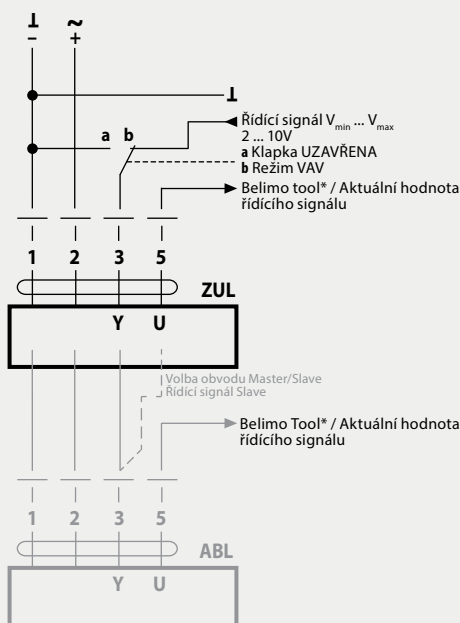 ⊥ ~
– +
⊥
a b
Řídící signál Vmin ... Vmax
2 ... 10V
a Klapka UZAVŘENA
b Režim VAV
Belimo tool* / Aktuální hodnota
řídícího signálu
1 2 3 5
ZUL
Y U
Volba obvodu Master/Slave
Řídící signál Slave
Belimo Tool* / Aktuální hodnota
řídícího signálu
1 2 3 5
ABL
Y U